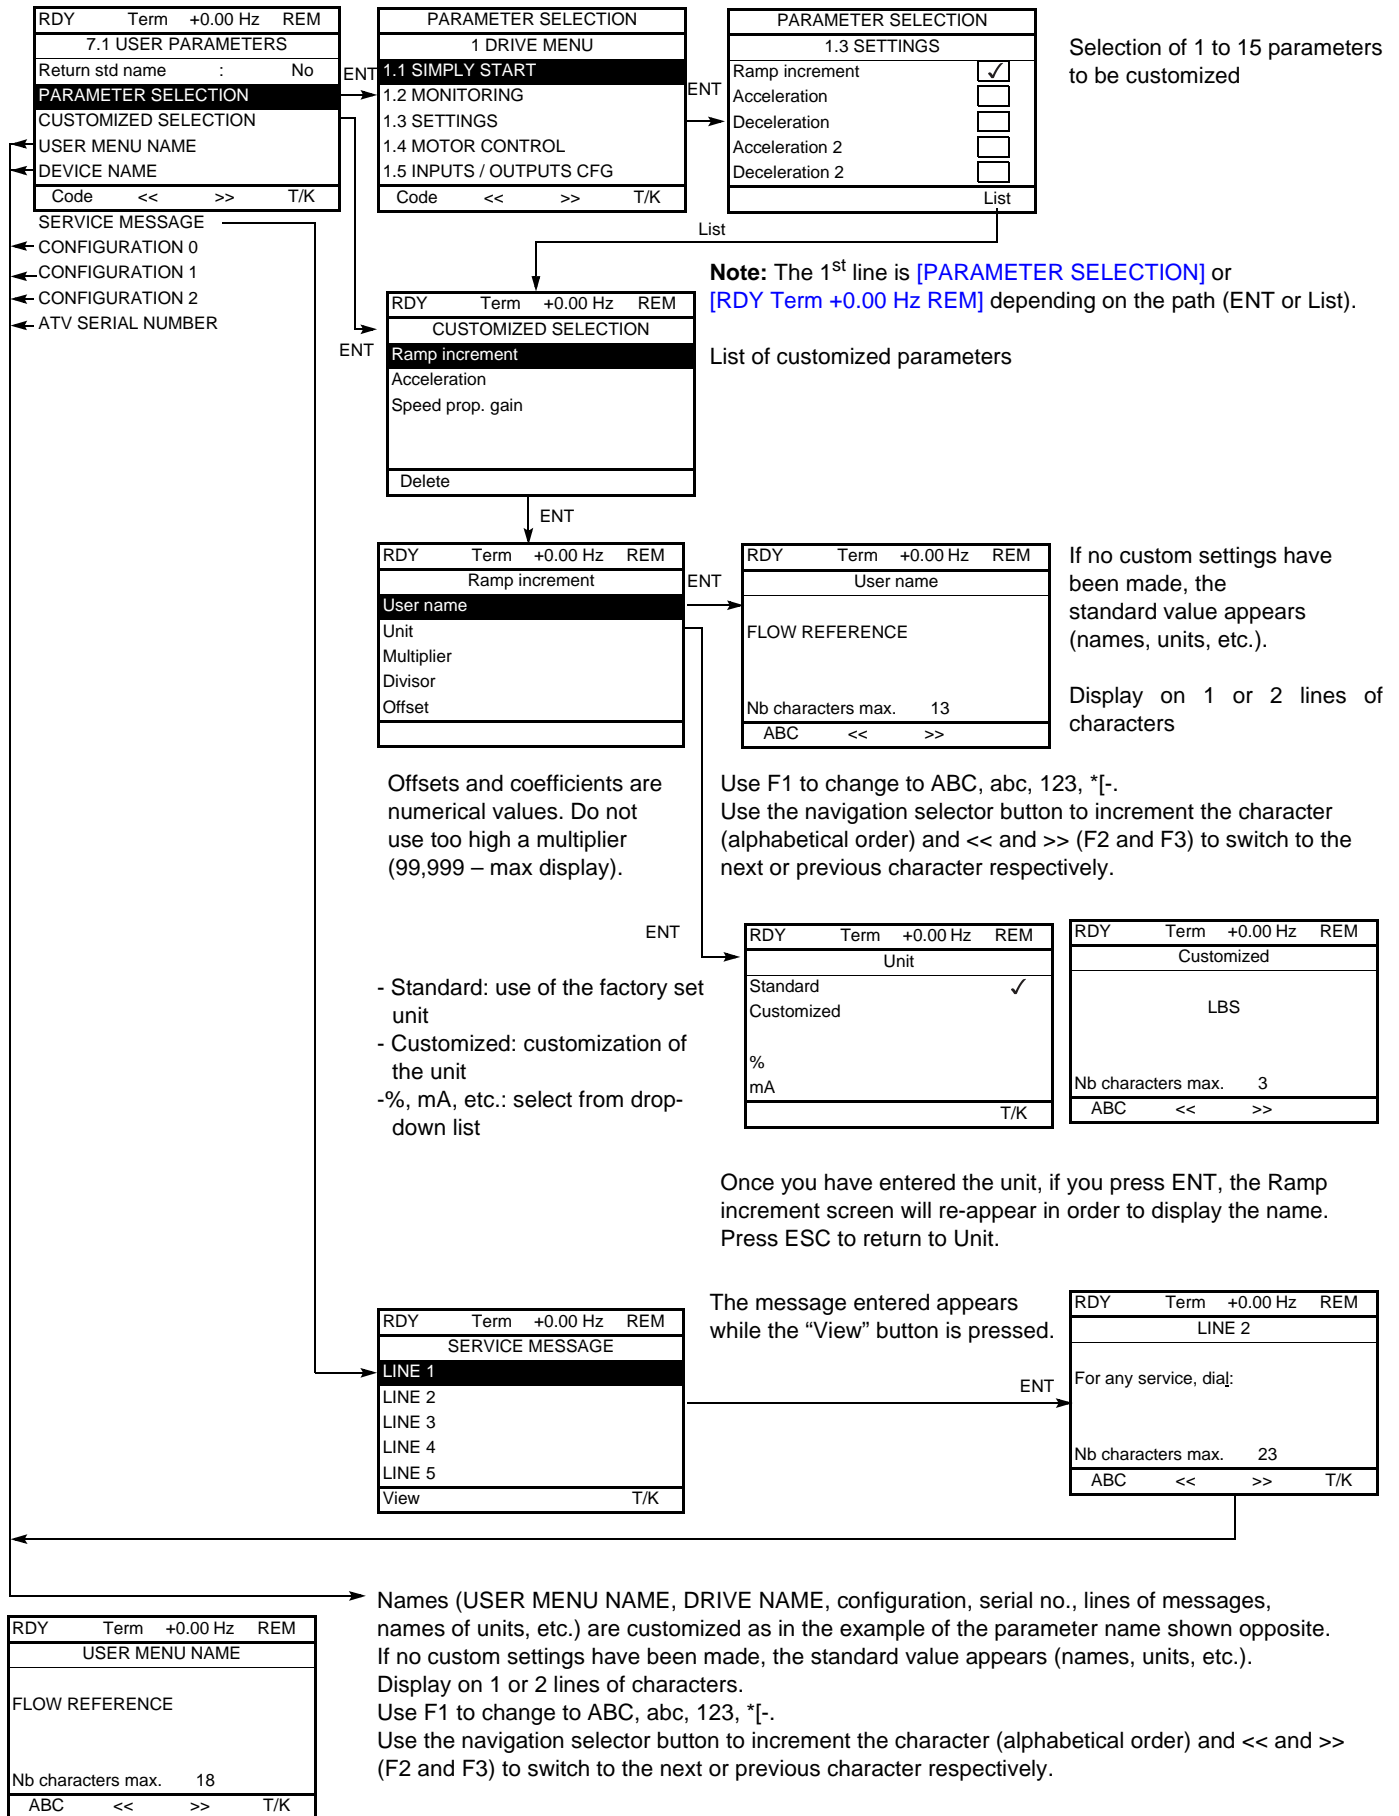 RDY Term +0.00 Hz REM
7.1 USER PARAMETERS
Return std name : No
PARAMETER SELECTION
CUSTOMIZED SELECTION
USER MENU NAME
DEVICE NAME
Code << >> T/K
SERVICE MESSAGE
CONFIGURATION 0
CONFIGURATION 1
CONFIGURATION 2
ATV SERIAL NUMBER
ENT
PARAMETER SELECTION
1 DRIVE MENU
1.1 SIMPLY START
1.2 MONITORING
1.3 SETTINGS
1.4 MOTOR CONTROL
1.5 INPUTS / OUTPUTS CFG
Code << >> T/K
ENT
PARAMETER SELECTION
1.3 SETTINGS
Ramp increment ✓
Acceleration
Deceleration
Acceleration 2
Deceleration 2
List
Selection of 1 to 15 parameters
to be customized
List
Note: The 1st line is [PARAMETER SELECTION] or
[RDY Term +0.00 Hz REM] depending on the path (ENT or List).
ENT
RDY Term +0.00 Hz REM
CUSTOMIZED SELECTION
Ramp increment
Acceleration
Speed prop. gain
Delete
List of customized parameters
ENT
RDY Term +0.00 Hz REM
Ramp increment
User name
Unit
Multiplier
Divisor
Offset
ENT
RDY Term +0.00 Hz REM
User name
FLOW REFERENCE
Nb characters max. 13
ABC << >>
If no custom settings have
been made, the
standard value appears
(names, units, etc.).
Display on 1 or 2 lines of
characters
Offsets and coefficients are
numerical values. Do not
use too high a multiplier
(99,999 – max display).
Use F1 to change to ABC, abc, 123, *[-.
Use the navigation selector button to increment the character
(alphabetical order) and << and >> (F2 and F3) to switch to the
next or previous character respectively.
ENT
- Standard: use of the factory set
unit
- Customized: customization of
the unit
-%, mA, etc.: select from drop-
down list
RDY Term +0.00 Hz REM
Unit
Standard ✓
Customized
%
mA
T/K
RDY Term +0.00 Hz REM
Customized
LBS
Nb characters max. 3
ABC << >>
Once you have entered the unit, if you press ENT, the Ramp
increment screen will re-appear in order to display the name.
Press ESC to return to Unit.
RDY Term +0.00 Hz REM
SERVICE MESSAGE
LINE 1
LINE 2
LINE 3
LINE 4
LINE 5
View T/K
The message entered appears
while the “View” button is pressed.
ENT
RDY Term +0.00 Hz REM
LINE 2
For any service, dial:
Nb characters max. 23
ABC << >> T/K
Names (USER MENU NAME, DRIVE NAME, configuration, serial no., lines of messages,
names of units, etc.) are customized as in the example of the parameter name shown opposite.
If no custom settings have been made, the standard value appears (names, units, etc.).
Display on 1 or 2 lines of characters.
Use F1 to change to ABC, abc, 123, *[-.
Use the navigation selector button to increment the character (alphabetical order) and << and >>
(F2 and F3) to switch to the next or previous character respectively.
RDY Term +0.00 Hz REM
USER MENU NAME
FLOW REFERENCE
Nb characters max. 18
ABC << >> T/K